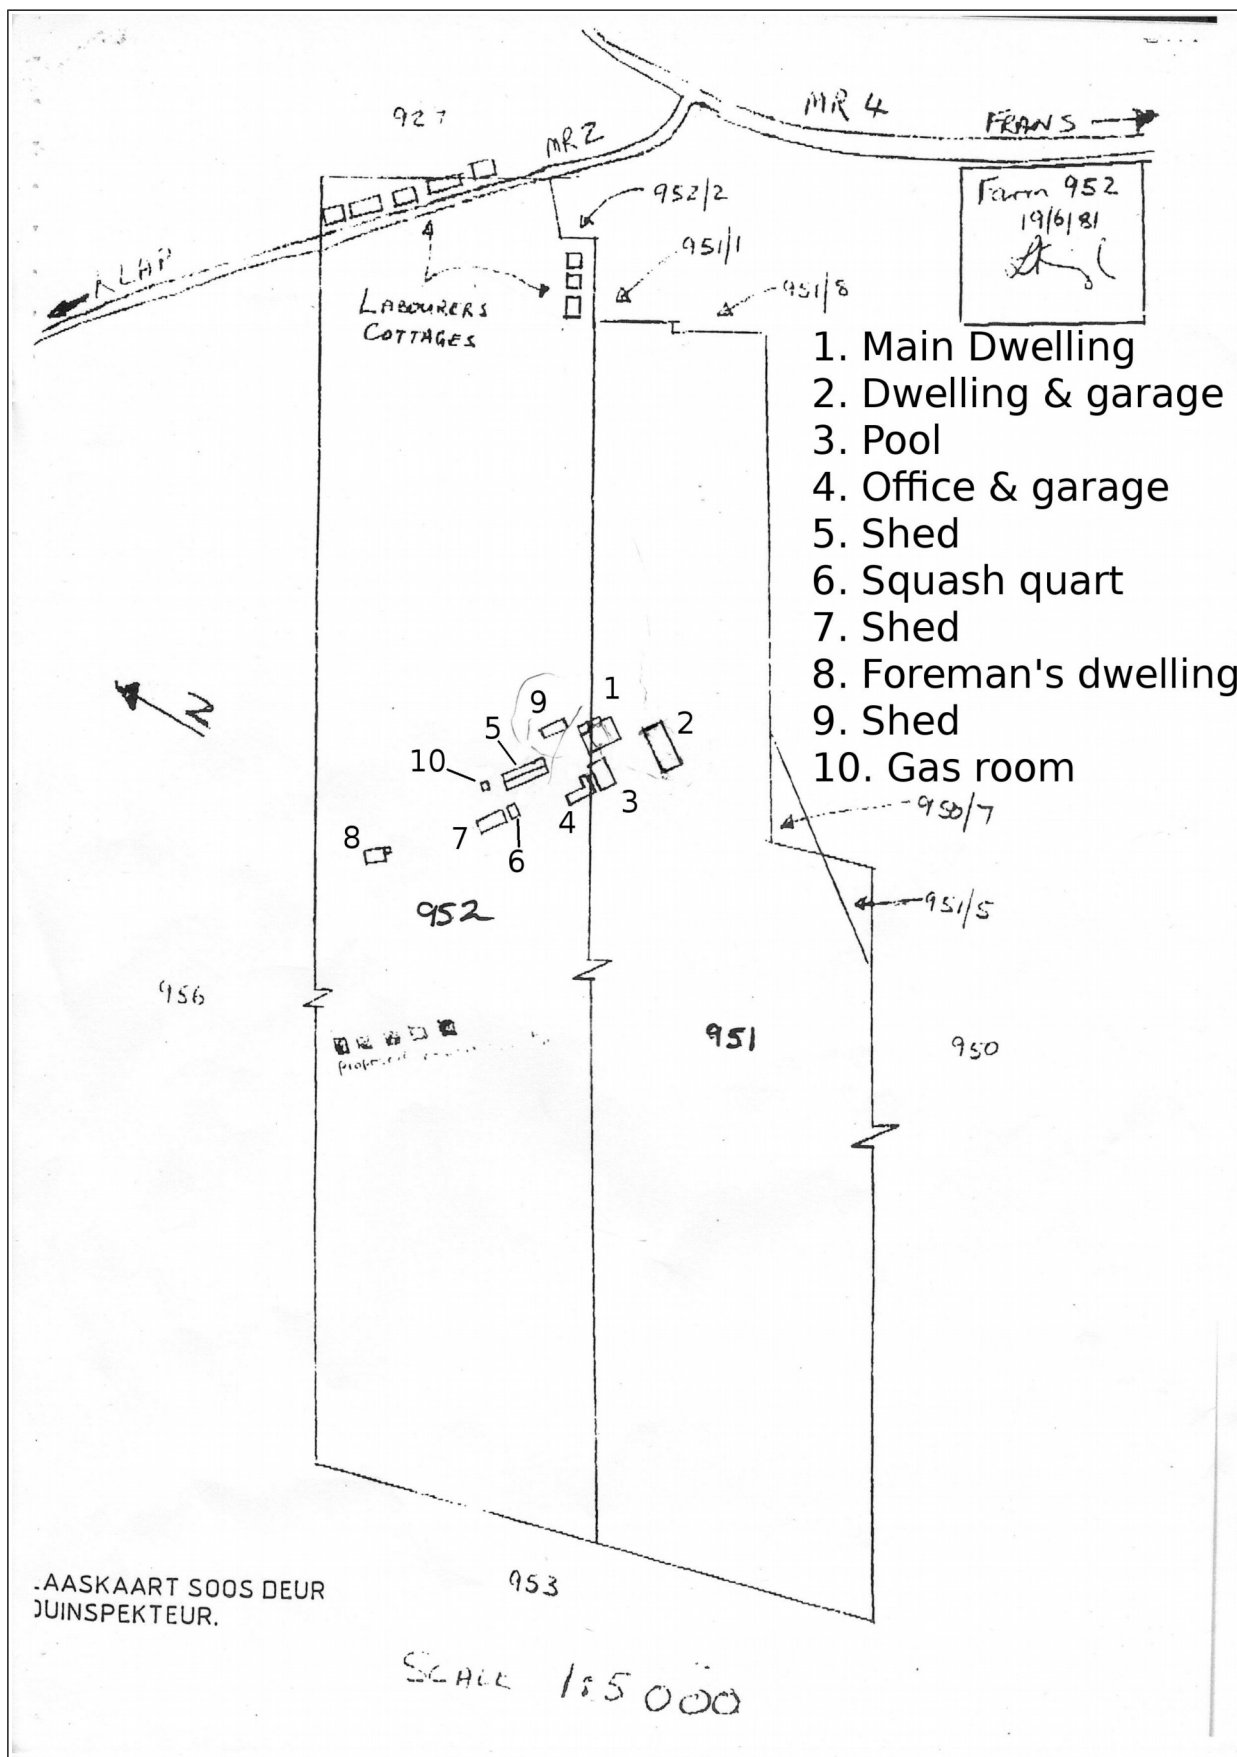 927
MR 2
MR 4
FRANS
Farm 952
19/6/81
952/2
951/1
951/8
KLAP
LABOURERS
COTTAGES
1. Main Dwelling
2. Dwelling & garage
3. Pool
4. Office & garage
5. Shed
6. Squash quart
7. Shed
8. Foreman's dwelling
9. Shed
10. Gas room
N
1
9
2
5
10
3
4
7
6
8
950/7
951/5
952
956
951
950
953
.AASKAART SOOS DEUR
OUINSPEKTEUR.
SCALE 1:5000